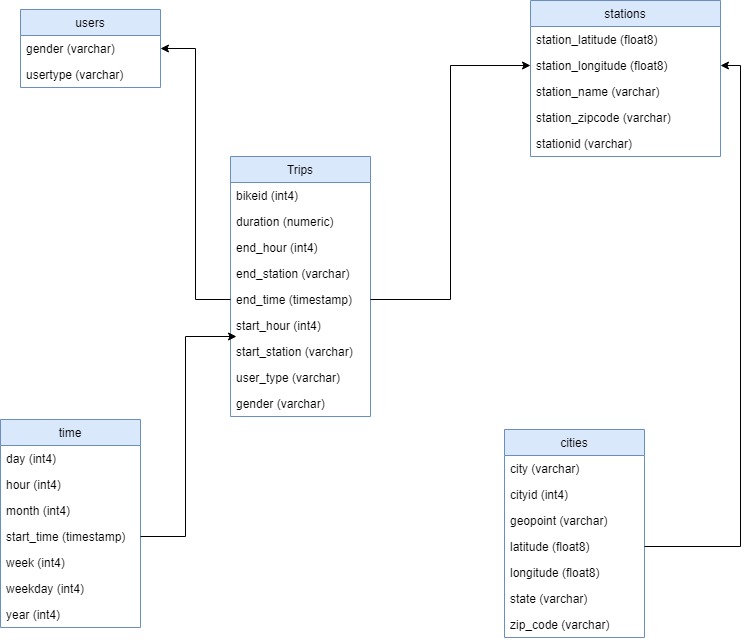 users
gender (varchar)
usertype (varchar)
stations
station_latitude (float8)
station_longitude (float8)
station_name (varchar)
station_zipcode (varchar)
stationid (varchar)
Trips
bikeid (int4)
duration (numeric)
end_hour (int4)
end_station (varchar)
end_time (timestamp)
start_hour (int4)
start_station (varchar)
user_type (varchar)
gender (varchar)
time
day (int4)
hour (int4)
month (int4)
start_time (timestamp)
week (int4)
weekday (int4)
year (int4)
cities
city (varchar)
cityid (int4)
geopoint (varchar)
latitude (float8)
longitude (float8)
state (varchar)
zip_code (varchar)